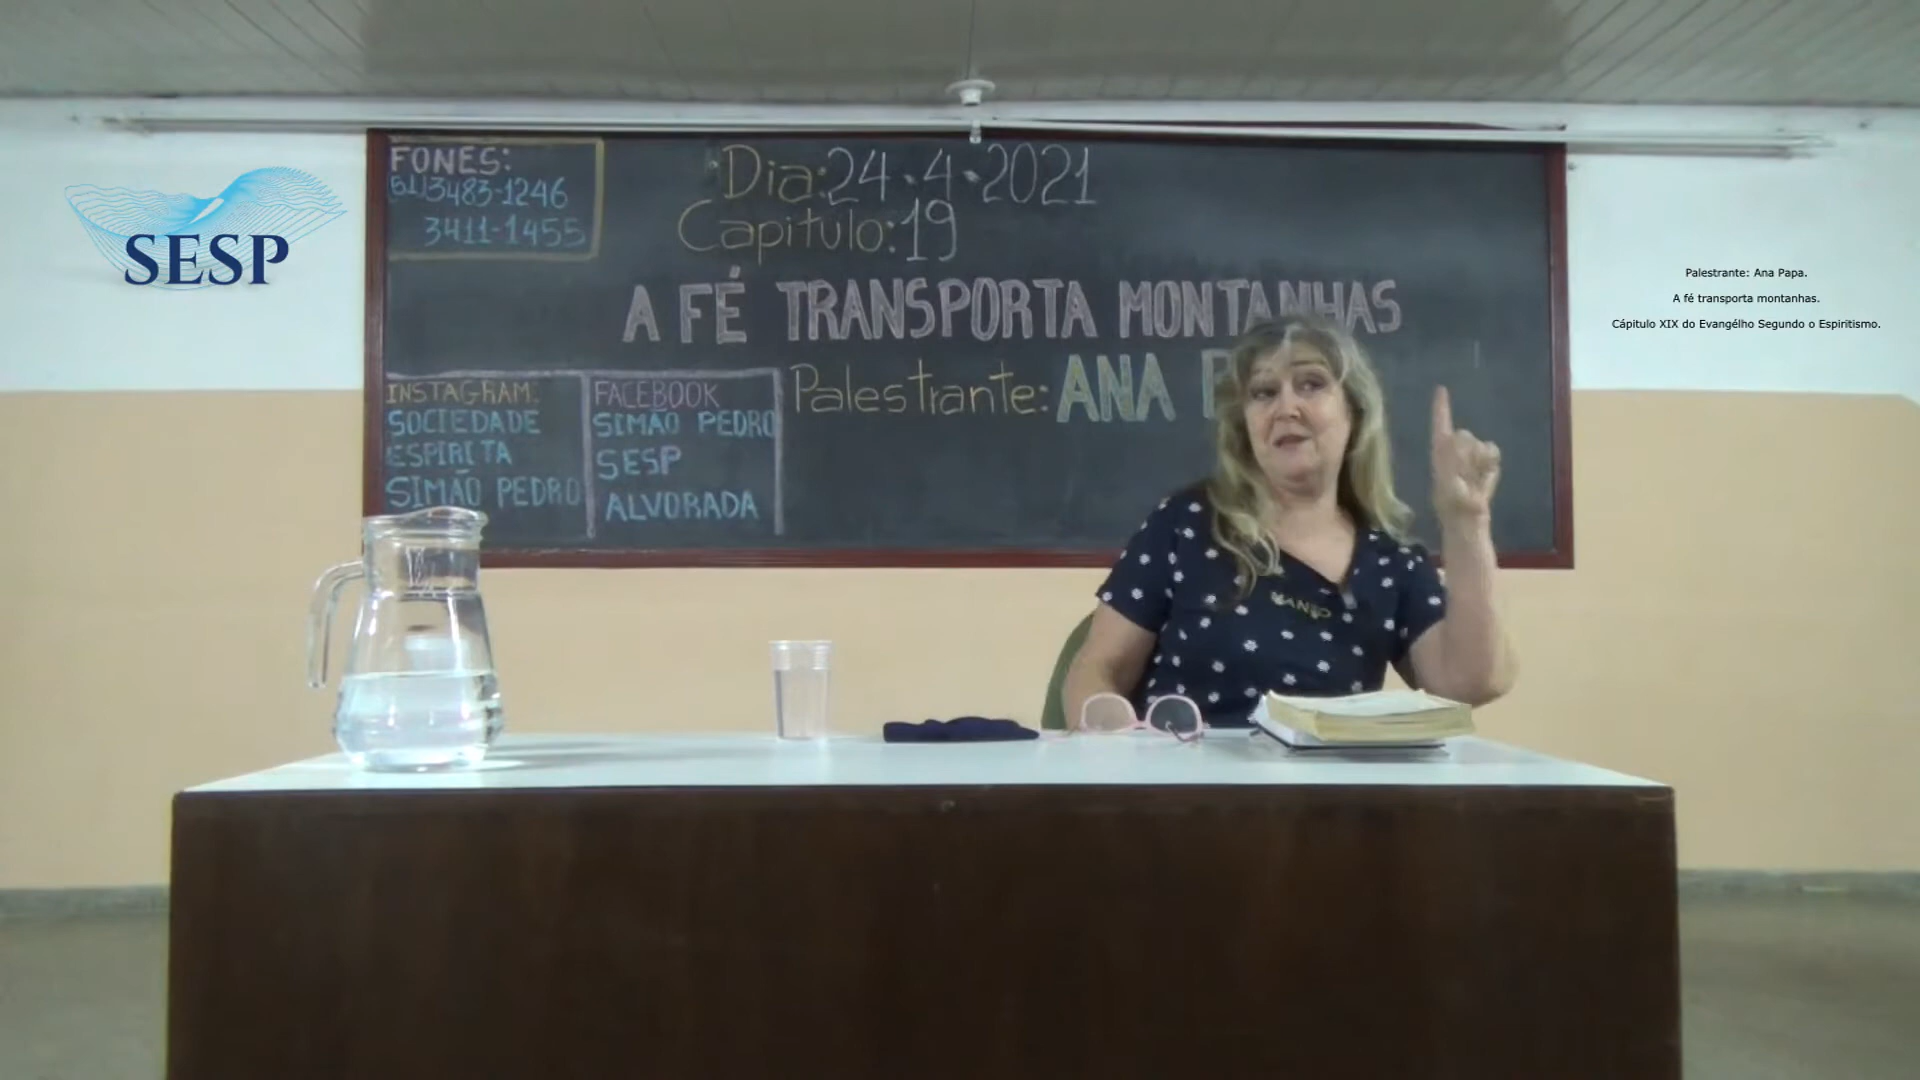 FONES:
(51)3483-1246
3411-1455
Dia:24.4.2021
Capitulo:19
A FÉ TRANSPORTA MONTANHAS
Palestrante: ANA P
INSTAGRAM:
SOCIEDADE
ESPIRITA
SIMÃO PEDRO
FACEBOOK
SIMÃO PEDRO
SESP
ALVORADA
SESP
Palestrante: Ana Papa.
A fé transporta montanhas.
Cápitulo XIX do Evangélho Segundo o Espiritismo.